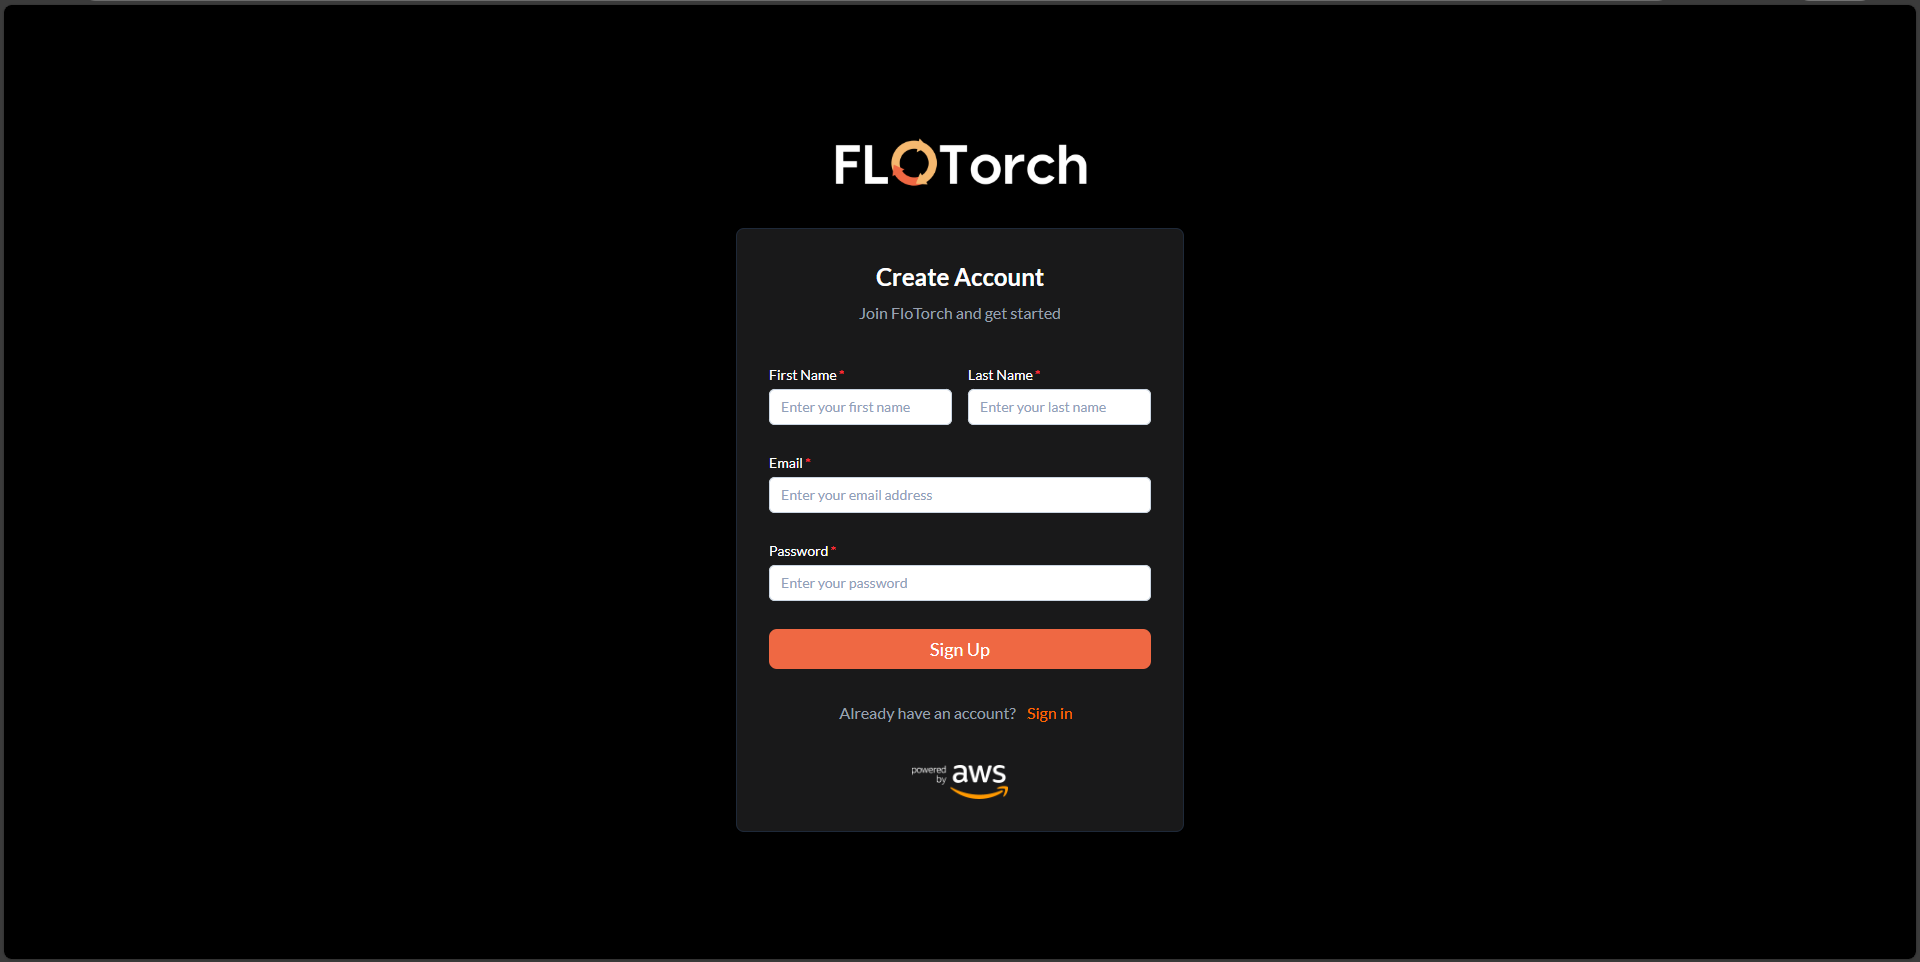 FLOTorch
Create Account
Join FloTorch and get started
First Name *
Last Name *
Enter your first name
Enter your last name
Email *
Enter your email address
Password *
Enter your password
Sign Up
Already have an account? Sign in
powered
by
aws